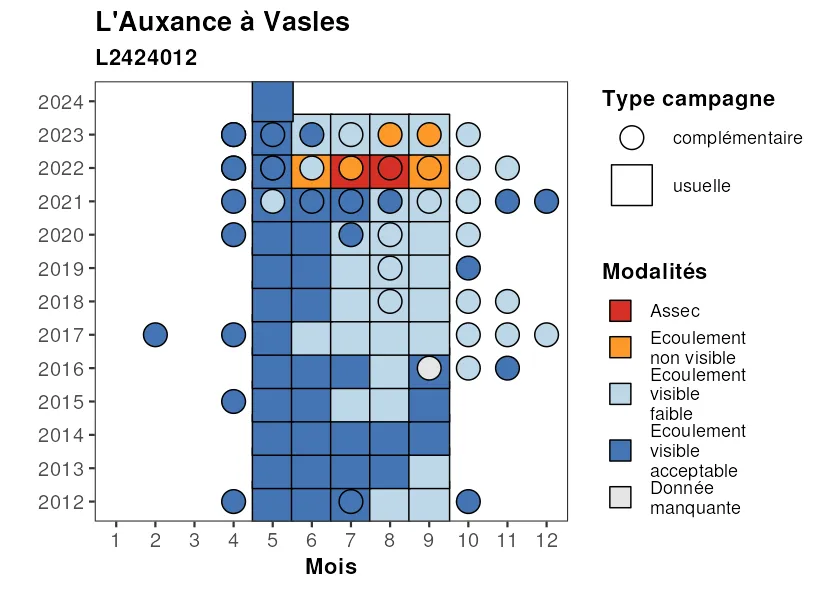 L'Auxance à Vasles
L2424012
2024
2023
2022
2021
2020
2019
2018
2017
2016
2015
2014
2013
2012
1 2 3 4 5 6 7 8 9 10 11 12
Mois
Type campagne
complémentaire
usuelle
Modalités
Assec
Ecoulement
non visible
Ecoulement
visible
faible
Ecoulement
visible
acceptable
Donnée
manquante